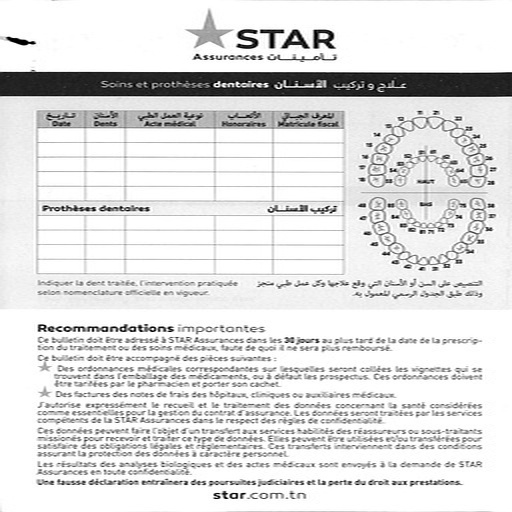 STAR
Assurances تأمينات
Soins et prothèses dentaires علاج و تركيب الأسنان
تاريخ الأسنان نوعية العمل الطبي الأتعاب المعرف الجبائي
Date Dents Acte médical Honoraires Matricule fiscal
Prothèses dentaires تركيب الأسنان
HAUT
BAS
Indiquer la dent traitée, l'intervention pratiquée
selon nomenclature officielle en vigueur.
التنصيص على السن أو الأسنان التي وقع علاجها وكل عمل طبي منجز
وذلك طبق الجدول الرسمي المعمول به.
Recommandations importantes
Ce bulletin doit être adressé à STAR Assurances dans les 30 jours au plus tard de la date de la prescrip-
tion du traitement ou des soins médicaux, faute de quoi il ne sera plus remboursé.
Ce bulletin doit être accompagné des pièces suivantes :
Des ordonnances médicales correspondantes sur lesquelles seront collées les vignettes qui se
trouvent dans l'emballage des médicaments, ou à défaut les prospectus. Ces ordonnances doivent
être tarifées par le pharmacien et porter son cachet.
Des factures des notes de frais des hôpitaux, cliniques ou auxiliaires médicaux.
J'autorise expressément le recueil et le traitement des données concernant la santé considérées
comme essentielles pour la gestion du contrat d'assurance. Les données seront traitées par les services
compétents de la STAR Assurances dans le respect des règles de confidentialité.
Ces données peuvent faire l'objet d'un transfert aux services habilités des réassureurs ou sous-traitants
missionés pour recevoir et traiter ce type de données. Elles peuvent être utilisées et/ou transférées pour
satisfaire des obligations légales et réglementaires. Ces transferts interviennent dans des conditions
assurant la protection des données à caractère personnel.
Les résultats des analyses biologiques et des actes médicaux sont envoyés à la demande de STAR
Assurances en toute confidentialité.
Une fausse déclaration entraînera des poursuites judiciaires et la perte du droit aux prestations.
star.com.tn